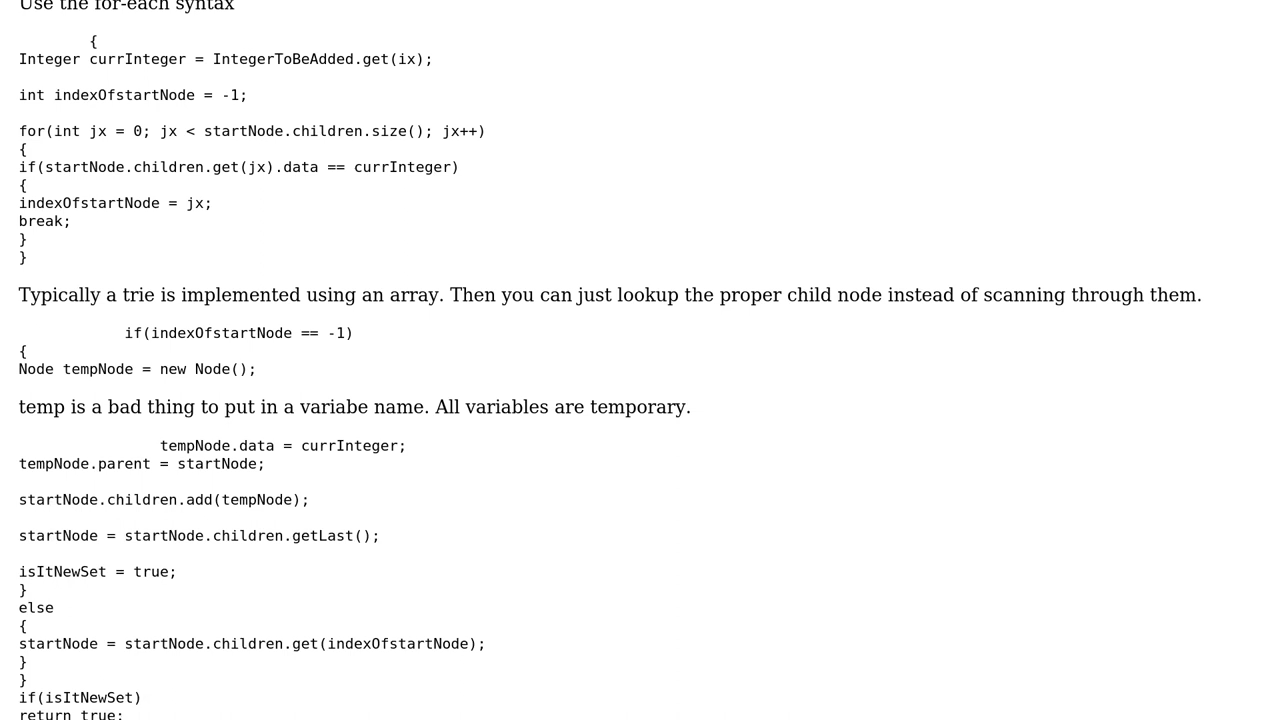 Use the for-each syntax
{
Integer currInteger = IntegerToBeAdded.get(ix);
int indexOfstartNode = -1;
for(int jx = 0; jx < startNode.children.size(); jx++)
{
if(startNode.children.get(jx).data == currInteger)
{
indexOfstartNode = jx;
break;
}
}
Typically a trie is implemented using an array. Then you can just lookup the proper child node instead of scanning through them.
if(indexOfstartNode == -1)
{
Node tempNode = new Node();
temp is a bad thing to put in a variabe name. All variables are temporary.
tempNode.data = currInteger;
tempNode.parent = startNode;
startNode.children.add(tempNode);
startNode = startNode.children.getLast();
isItNewSet = true;
}
else
{
startNode = startNode.children.get(indexOfstartNode);
}
}
if(isItNewSet)
return true;